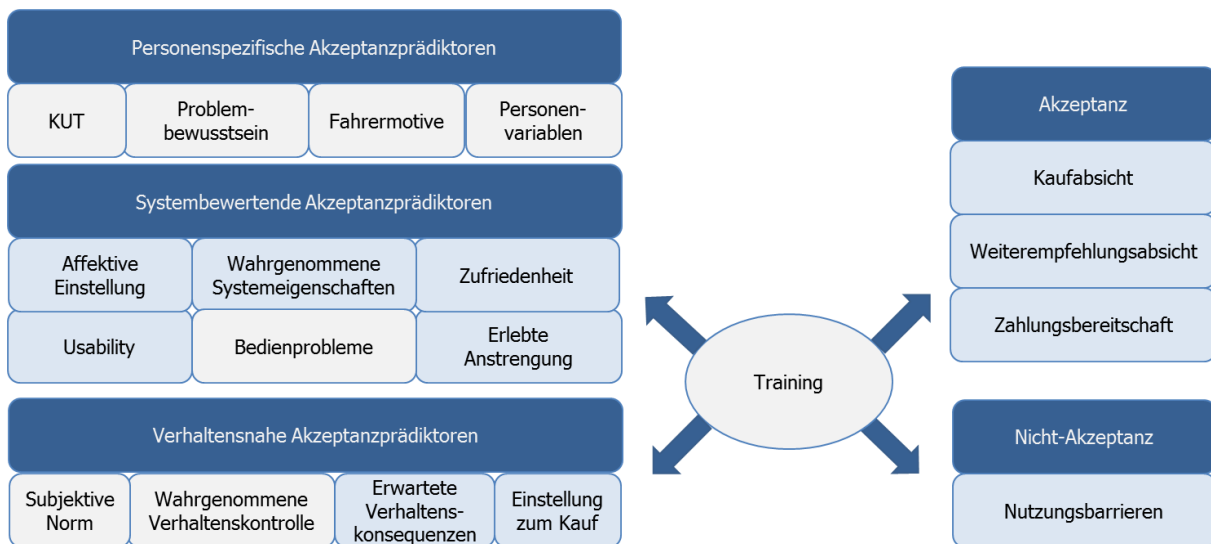 Personenspezifische Akzeptanzprädiktoren
KUT
Problem-
bewusstsein
Fahrermotive
Personen-
variablen
Systembewertende Akzeptanzprädiktoren
Affektive
Einstellung
Wahrgenommene
Systemeigenschaften
Zufriedenheit
Usability
Bedienprobleme
Erlebte
Anstrengung
Verhaltensnahe Akzeptanzprädiktoren
Subjektive
Norm
Wahrgenommene
Verhaltenskontrolle
Erwartete
Verhaltens-
konsequenzen
Einstellung
zum Kauf
Training
Akzeptanz
Kaufabsicht
Weiterempfehlungsabsicht
Zahlungsbereitschaft
Nicht-Akzeptanz
Nutzungsbarrieren